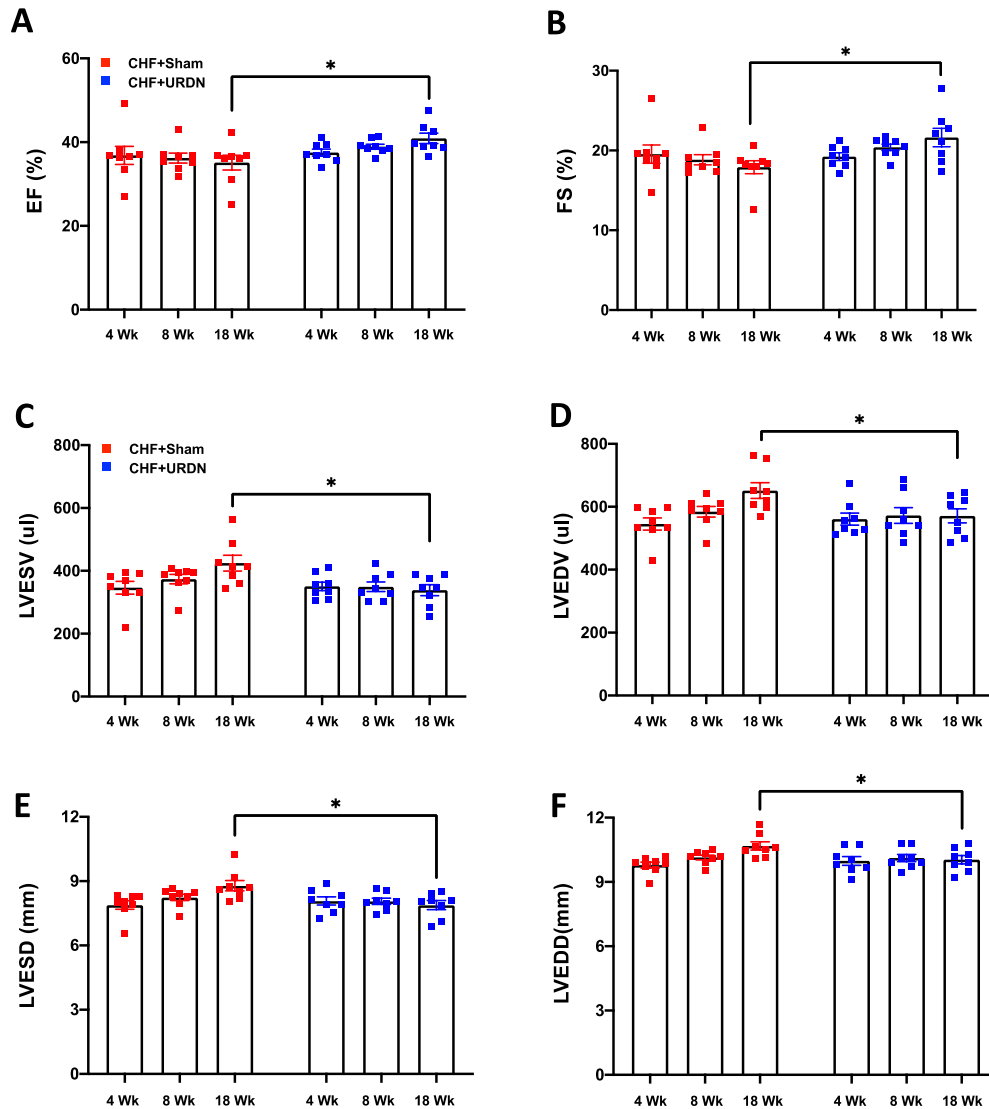 A
EF (%)
60
40
20
0
CHF+Sham
CHF+URDN
*
4 Wk 8 Wk 18 Wk 4 Wk 8 Wk 18 Wk
B
FS (%)
30
20
10
0
*
4 Wk 8 Wk 18 Wk 4 Wk 8 Wk 18 Wk
C
LVESV (ul)
800
600
400
200
0
CHF+Sham
CHF+URDN
*
4 Wk 8 Wk 18 Wk 4 Wk 8 Wk 18 Wk
D
LVEDV (ul)
800
600
400
200
0
*
4 Wk 8 Wk 18 Wk 4 Wk 8 Wk 18 Wk
E
LVESD (mm)
12
9
6
3
0
*
4 Wk 8 Wk 18 Wk 4 Wk 8 Wk 18 Wk
F
LVEDD(mm)
12
9
6
3
0
*
4 Wk 8 Wk 18 Wk 4 Wk 8 Wk 18 Wk